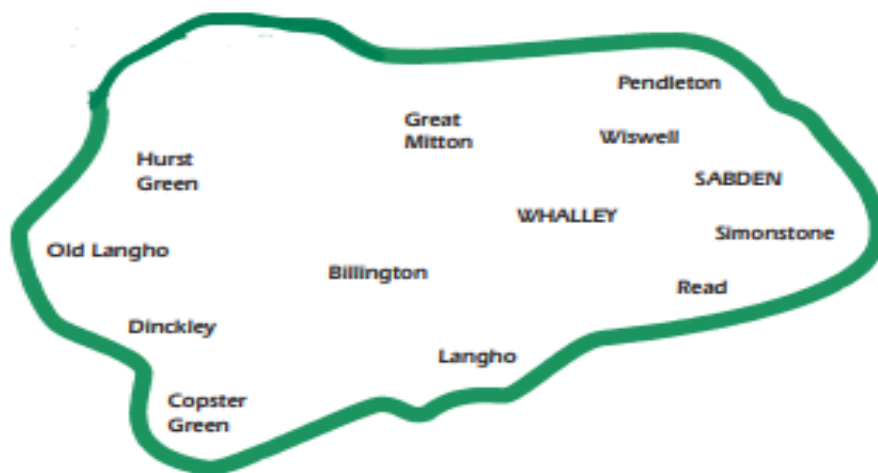 Pendleton
Great
Mitton
Wiswell
Hurst
Green
SABDEN
WHALLEY
Simonstone
Old Langho
Billington
Read
Dinckley
Langho
Copster
Green